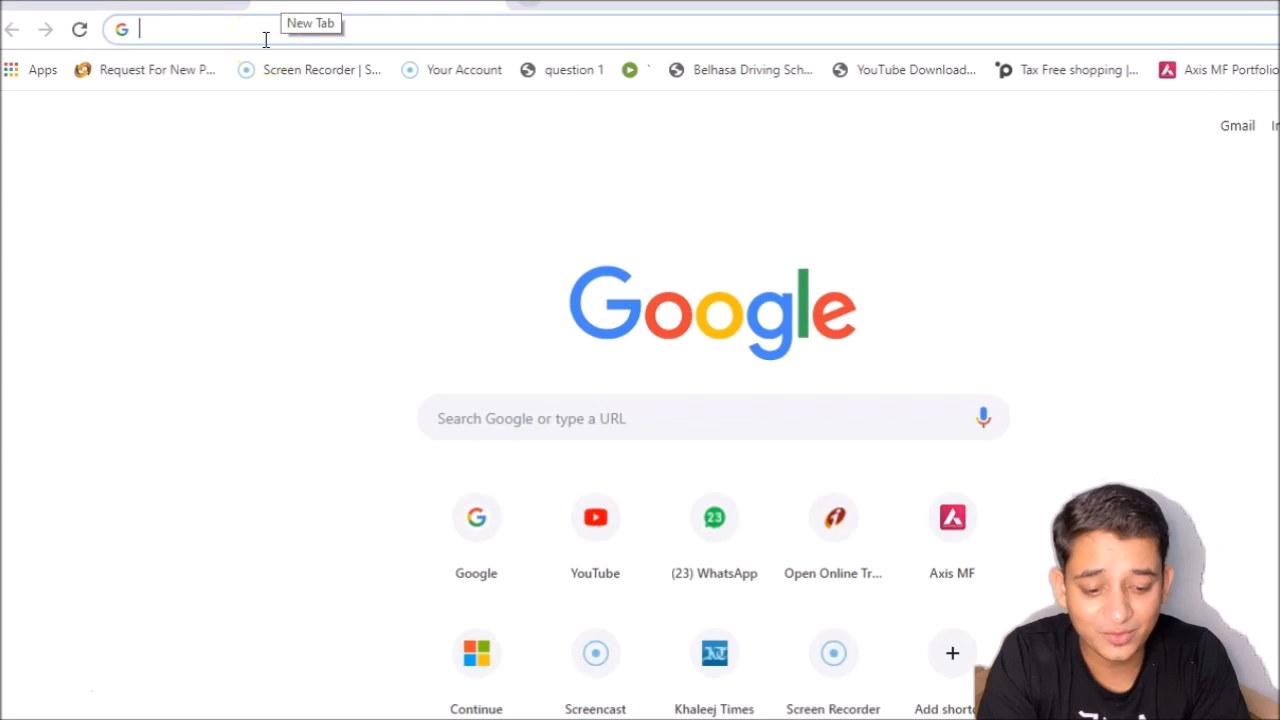 New Tab
Apps Request For New P... Screen Recorder | S... Your Account question 1 ` Belhasa Driving Sch... YouTube Download... Tax Free shopping |... Axis MF Portfolio
Gmail
Google
Search Google or type a URL
23
Google YouTube (23) WhatsApp Open Online Tr... Axis MF
Continue Screencast Khaleej Times Screen Recorder Add shortc